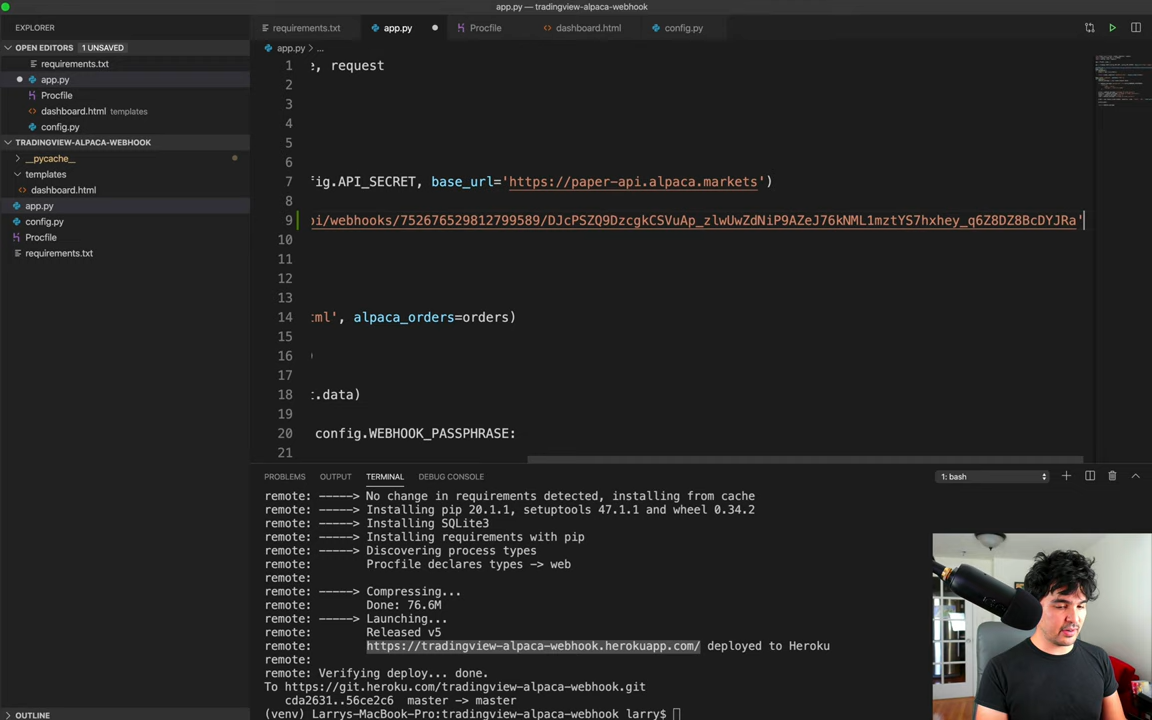 app.py — tradingview-alpaca-webhook
EXPLORER
OPEN EDITORS 1 UNSAVED
requirements.txt
app.py
Procfile
dashboard.html templates
config.py
TRADINGVIEW-ALPACA-WEBHOOK
__pycache__
templates
dashboard.html
app.py
config.py
Procfile
requirements.txt
OUTLINE
requirements.txt app.py Procfile dashboard.html config.py
app.py > ...
1 e, request
2
3
4
5
6
7 fig.API_SECRET, base_url='https://paper-api.alpaca.markets')
8
9 pi/webhooks/752676529812799589/DJcPSZQ9DzcgkCSVuAp_zlwUwZdNiP9AZeJ76kNML1mztYS7hxhey_q6Z8DZ8BcDYJRa'
10
11
12
13
14 tml', alpaca_orders=orders)
15
16 )
17
18 t.data)
19
20 config.WEBHOOK_PASSPHRASE:
21
PROBLEMS OUTPUT TERMINAL DEBUG CONSOLE 1: bash
remote: -----> No change in requirements detected, installing from cache
remote: -----> Installing pip 20.1.1, setuptools 47.1.1 and wheel 0.34.2
remote: -----> Installing SQLite3
remote: -----> Installing requirements with pip
remote: -----> Discovering process types
remote: Procfile declares types -> web
remote:
remote: -----> Compressing...
remote: Done: 76.6M
remote: -----> Launching...
remote: Released v5
remote: https://tradingview-alpaca-webhook.herokuapp.com/ deployed to Heroku
remote:
remote: Verifying deploy... done.
To https://git.heroku.com/tradingview-alpaca-webhook.git
cda2631..56ce2c6 master -> master
(venv) Larrys-MacBook-Pro:tradingview-alpaca-webhook larry$